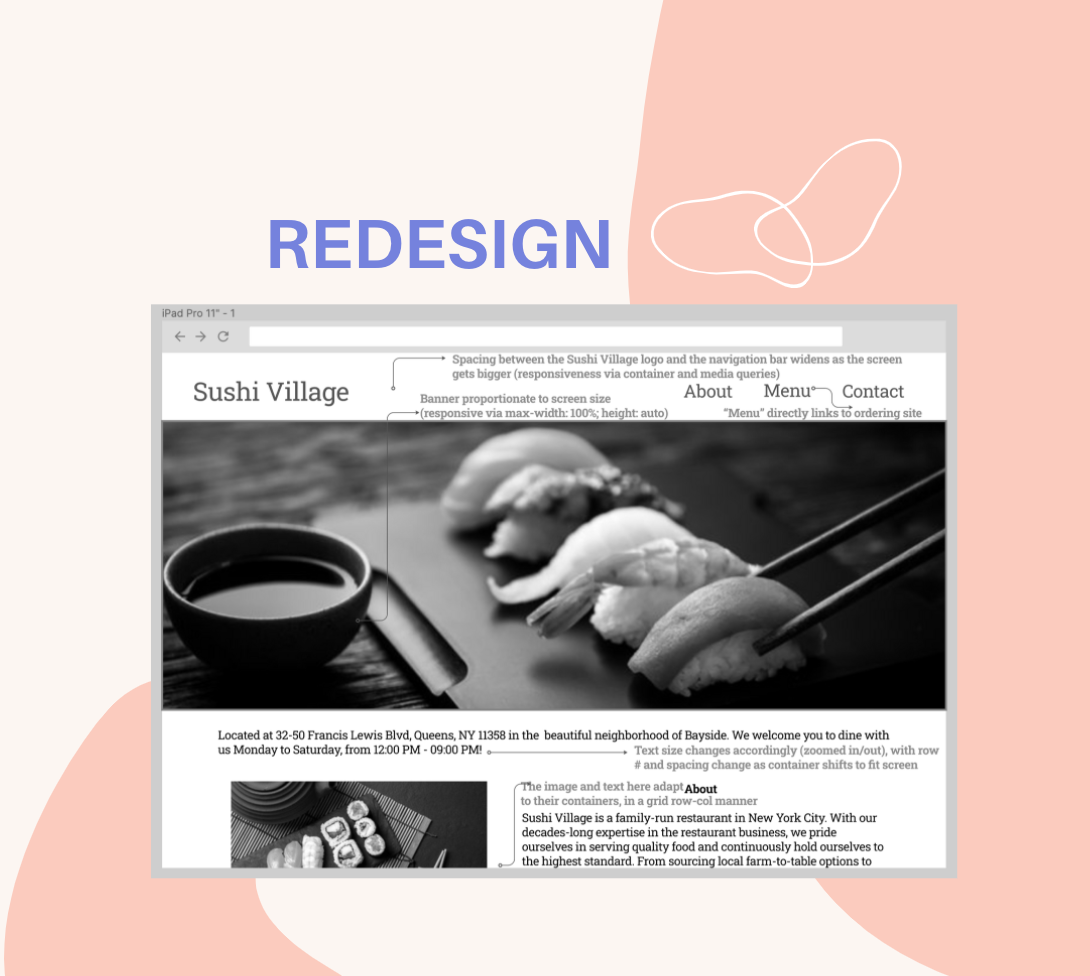 REDESIGN
iPad Pro 11" - 1
Spacing between the Sushi Village logo and the navigation bar widens as the screen
gets bigger (responsiveness via container and media queries)
Sushi Village
About
Menu
Contact
Banner proportionate to screen size
(responsive via max-width: 100%; height: auto)
“Menu” directly links to ordering site
Located at 32-50 Francis Lewis Blvd, Queens, NY 11358 in the beautiful neighborhood of Bayside. We welcome you to dine with
us Monday to Saturday, from 12:00 PM - 09:00 PM!
Text size changes accordingly (zoomed in/out), with row
# and spacing change as container shifts to fit screen
The image and text here adapt
to their containers, in a grid row-col manner
About
Sushi Village is a family-run restaurant in New York City. With our
decades-long expertise in the restaurant business, we pride
ourselves in serving quality food and continuously hold ourselves to
the highest standard. From sourcing local farm-to-table options to